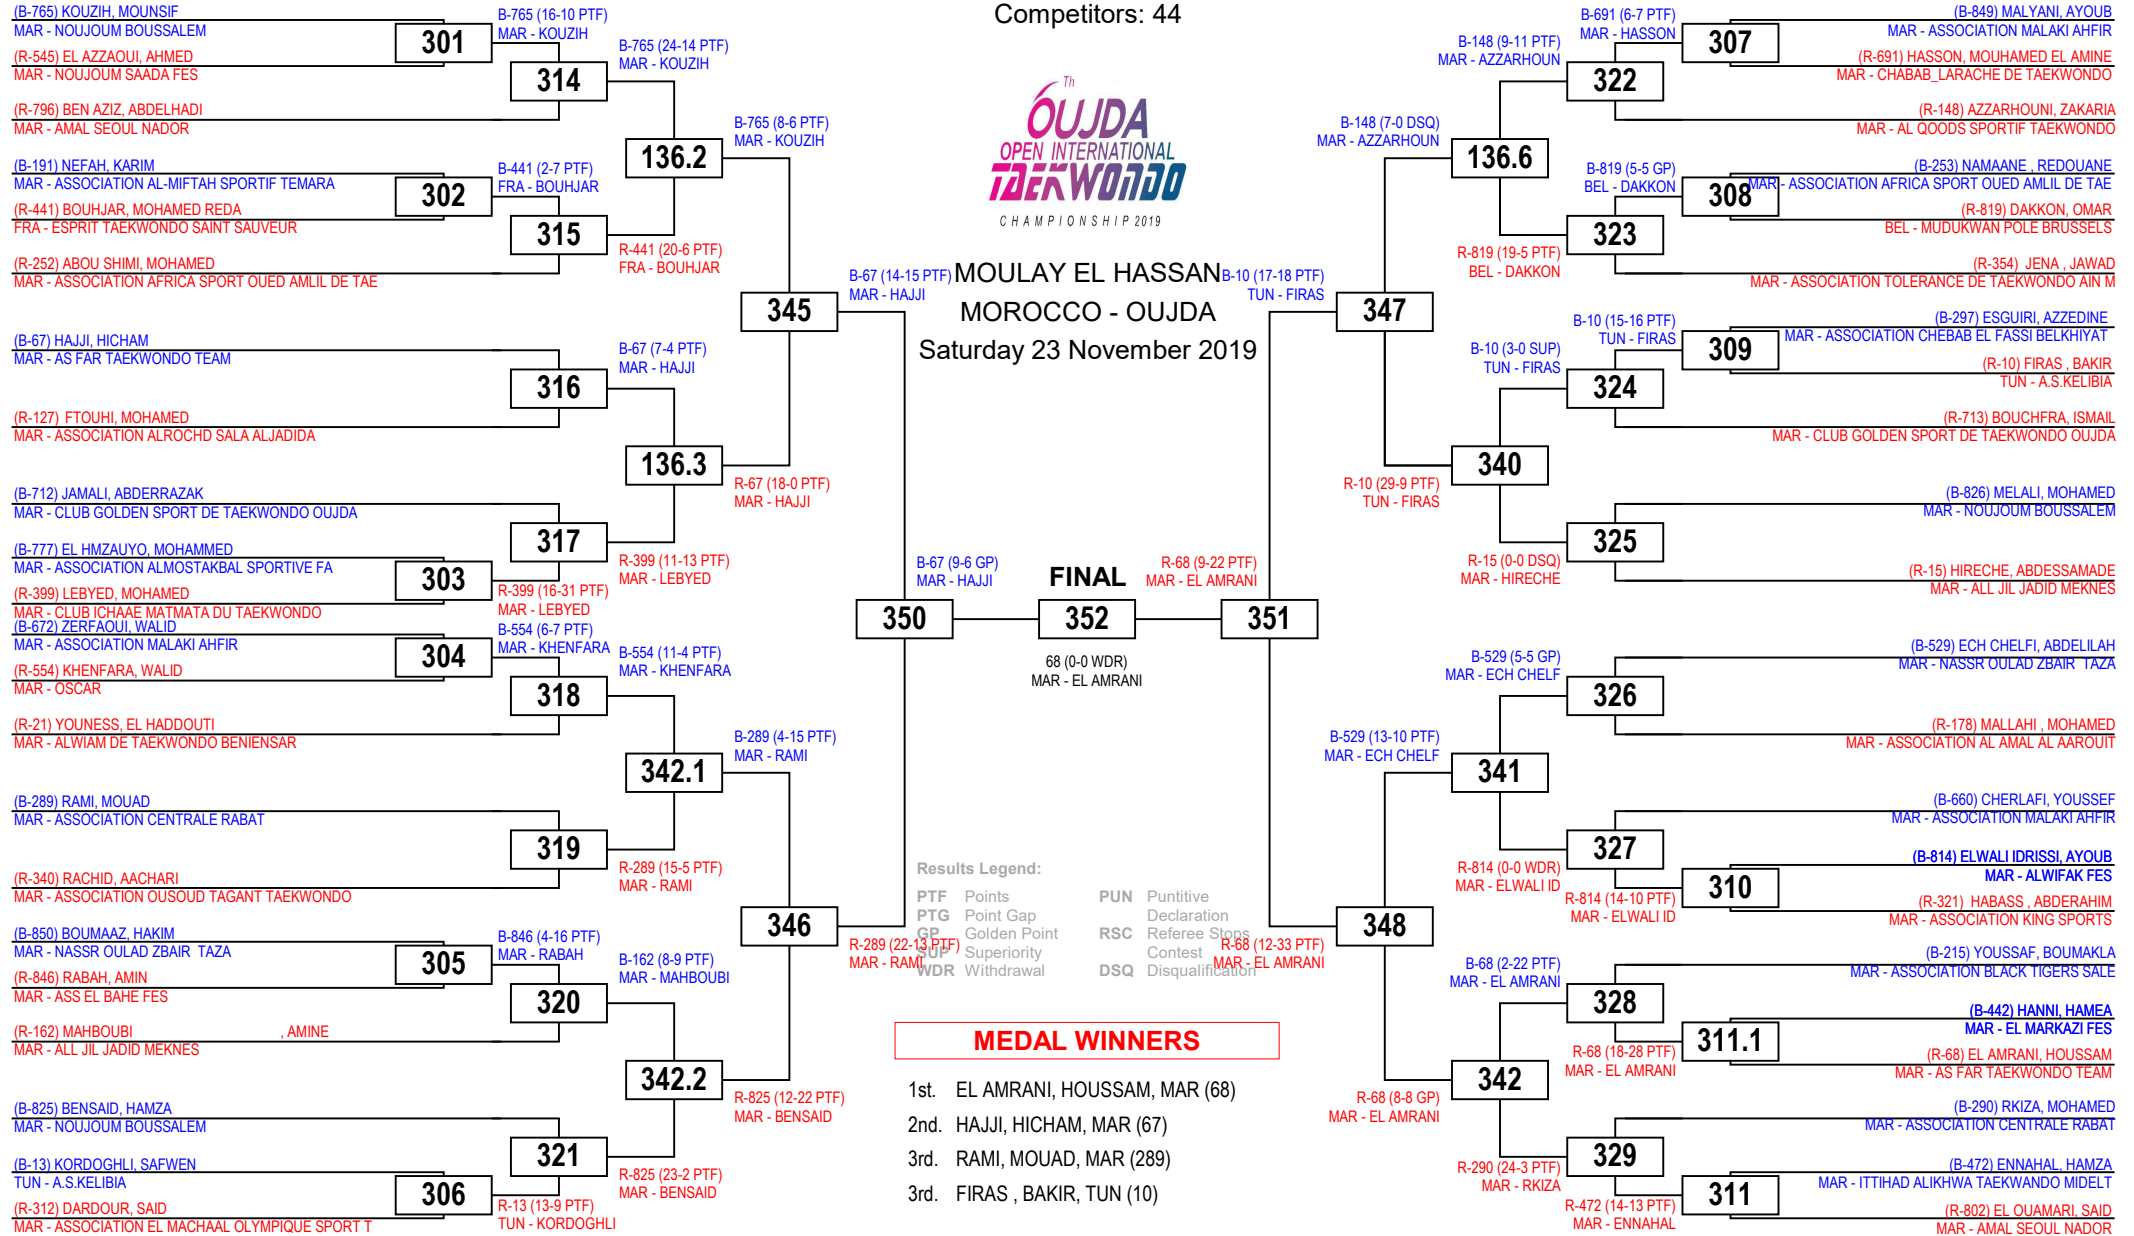 Competitors: 44
6Th
OUJDA
OPEN INTERNATIONAL
TAEKWONDO
CHAMPIONSHIP 2019
MOULAY EL HASSAN
MOROCCO - OUJDA
Saturday 23 November 2019
(B-765) KOUZIH, MOUNSIF
MAR - NOUJOUM BOUSSALEM
(R-545) EL AZZAOUI, AHMED
MAR - NOUJOUM SAADA FES
(R-796) BEN AZIZ, ABDELHADI
MAR - AMAL SEOUL NADOR
(B-191) NEFAH, KARIM
MAR - ASSOCIATION AL-MIFTAH SPORTIF TEMARA
(R-441) BOUHJAR, MOHAMED REDA
FRA - ESPRIT TAEKWONDO SAINT SAUVEUR
(R-252) ABOU SHIMI, MOHAMED
MAR - ASSOCIATION AFRICA SPORT OUED AMLIL DE TAE
(B-67) HAJJI, HICHAM
MAR - AS FAR TAEKWONDO TEAM
(R-127) FTOUHI, MOHAMED
MAR - ASSOCIATION ALROCHD SALA ALJADIDA
(B-712) JAMALI, ABDERRAZAK
MAR - CLUB GOLDEN SPORT DE TAEKWONDO OUJDA
(B-777) EL HMZAUYO, MOHAMMED
MAR - ASSOCIATION ALMOSTAKBAL SPORTIVE FA
(R-399) LEBYED, MOHAMED
MAR - CLUB ICHAAE MATMATA DU TAEKWONDO
(B-672) ZERFAOUI, WALID
MAR - ASSOCIATION MALAKI AHFIR
(R-554) KHENFARA, WALID
MAR - OSCAR
(R-21) YOUNESS, EL HADDOUTI
MAR - ALWIAM DE TAEKWONDO BENIENSAR
(B-289) RAMI, MOUAD
MAR - ASSOCIATION CENTRALE RABAT
(R-340) RACHID, AACHARI
MAR - ASSOCIATION OUSOUD TAGANT TAEKWONDO
(B-850) BOUMAAZ, HAKIM
MAR - NASSR OULAD ZBAIR TAZA
(R-846) RABAH, AMIN
MAR - ASS EL BAHE FES
(R-162) MAHBOUBI , AMINE
MAR - ALL JIL JADID MEKNES
(B-825) BENSAID, HAMZA
MAR - NOUJOUM BOUSSALEM
(B-13) KORDOGHLI, SAFWEN
TUN - A.S.KELIBIA
(R-312) DARDOUR, SAID
MAR - ASSOCIATION EL MACHAAL OLYMPIQUE SPORT T
301
302
303
304
305
306
B-765 (16-10 PTF)
MAR - KOUZIH
B-441 (2-7 PTF)
FRA - BOUHJAR
R-399 (16-31 PTF)
MAR - LEBYED
B-554 (6-7 PTF)
MAR - KHENFARA
B-846 (4-16 PTF)
MAR - RABAH
R-13 (13-9 PTF)
TUN - KORDOGHLI
314
315
316
317
318
319
320
321
B-765 (24-14 PTF)
MAR - KOUZIH
R-441 (20-6 PTF)
FRA - BOUHJAR
B-67 (7-4 PTF)
MAR - HAJJI
R-399 (11-13 PTF)
MAR - LEBYED
B-554 (11-4 PTF)
MAR - KHENFARA
R-289 (15-5 PTF)
MAR - RAMI
B-162 (8-9 PTF)
MAR - MAHBOUBI
R-825 (23-2 PTF)
MAR - BENSAID
136.2
136.3
342.1
342.2
B-765 (8-6 PTF)
MAR - KOUZIH
R-67 (18-0 PTF)
MAR - HAJJI
B-289 (4-15 PTF)
MAR - RAMI
R-825 (12-22 PTF)
MAR - BENSAID
345
346
B-67 (14-15 PTF)
MAR - HAJJI
R-289 (22-13 PTF)
MAR - RAMI
350
B-67 (9-6 GP)
MAR - HAJJI
FINAL
352
68 (0-0 WDR)
MAR - EL AMRANI
R-68 (9-22 PTF)
MAR - EL AMRANI
351
B-10 (17-18 PTF)
TUN - FIRAS
R-68 (12-33 PTF)
MAR - EL AMRANI
347
348
B-148 (7-0 DSQ)
MAR - AZZARHOUN
R-10 (29-9 PTF)
TUN - FIRAS
B-529 (13-10 PTF)
MAR - ECH CHELF
R-68 (8-8 GP)
MAR - EL AMRANI
136.6
340
341
342
B-148 (9-11 PTF)
MAR - AZZARHOUN
R-819 (19-5 PTF)
BEL - DAKKON
B-10 (3-0 SUP)
TUN - FIRAS
R-15 (0-0 DSQ)
MAR - HIRECHE
B-529 (5-5 GP)
MAR - ECH CHELF
R-814 (0-0 WDR)
MAR - ELWALI ID
B-68 (2-22 PTF)
MAR - EL AMRANI
R-290 (24-3 PTF)
MAR - RKIZA
322
323
324
325
326
327
328
329
B-691 (6-7 PTF)
MAR - HASSON
B-819 (5-5 GP)
BEL - DAKKON
B-10 (15-16 PTF)
TUN - FIRAS
R-814 (14-10 PTF)
MAR - ELWALI ID
R-68 (18-28 PTF)
MAR - EL AMRANI
R-472 (14-13 PTF)
MAR - ENNAHAL
307
308
309
310
311.1
311
(B-849) MALYANI, AYOUB
MAR - ASSOCIATION MALAKI AHFIR
(R-691) HASSON, MOUHAMED EL AMINE
MAR - CHABAB_LARACHE DE TAEKWONDO
(R-148) AZZARHOUNI, ZAKARIA
MAR - AL QOODS SPORTIF TAEKWONDO
(B-253) NAMAANE , REDOUANE
MAR - ASSOCIATION AFRICA SPORT OUED AMLIL DE TAE
(R-819) DAKKON, OMAR
BEL - MUDUKWAN POLE BRUSSELS
(R-354) JENA , JAWAD
MAR - ASSOCIATION TOLERANCE DE TAEKWONDO AIN M
(B-297) ESGUIRI, AZZEDINE
MAR - ASSOCIATION CHEBAB EL FASSI BELKHIYAT
(R-10) FIRAS , BAKIR
TUN - A.S.KELIBIA
(R-713) BOUCHFRA, ISMAIL
MAR - CLUB GOLDEN SPORT DE TAEKWONDO OUJDA
(B-826) MELALI, MOHAMED
MAR - NOUJOUM BOUSSALEM
(R-15) HIRECHE, ABDESSAMADE
MAR - ALL JIL JADID MEKNES
(B-529) ECH CHELFI, ABDELILAH
MAR - NASSR OULAD ZBAIR TAZA
(R-178) MALLAHI , MOHAMED
MAR - ASSOCIATION AL AMAL AL AAROUIT
(B-660) CHERLAFI, YOUSSEF
MAR - ASSOCIATION MALAKI AHFIR
(B-814) ELWALI IDRISSI, AYOUB
MAR - ALWIFAK FES
(R-321) HABASS , ABDERAHIM
MAR - ASSOCIATION KING SPORTS
(B-215) YOUSSAF, BOUMAKLA
MAR - ASSOCIATION BLACK TIGERS SALE
(B-442) HANNI, HAMEA
MAR - EL MARKAZI FES
(R-68) EL AMRANI, HOUSSAM
MAR - AS FAR TAEKWONDO TEAM
(B-290) RKIZA, MOHAMED
MAR - ASSOCIATION CENTRALE RABAT
(B-472) ENNAHAL, HAMZA
MAR - ITTIHAD ALIKHWA TAEKWANDO MIDELT
(R-802) EL OUAMARI, SAID
MAR - AMAL SEOUL NADOR
Results Legend:
PTF Points
PTG Point Gap
GP Golden Point
SUP Superiority
WDR Withdrawal
PUN Puntitive
Declaration
RSC Referee Stops
Contest
DSQ Disqualification
MEDAL WINNERS
1st. EL AMRANI, HOUSSAM, MAR (68)
2nd. HAJJI, HICHAM, MAR (67)
3rd. RAMI, MOUAD, MAR (289)
3rd. FIRAS , BAKIR, TUN (10)